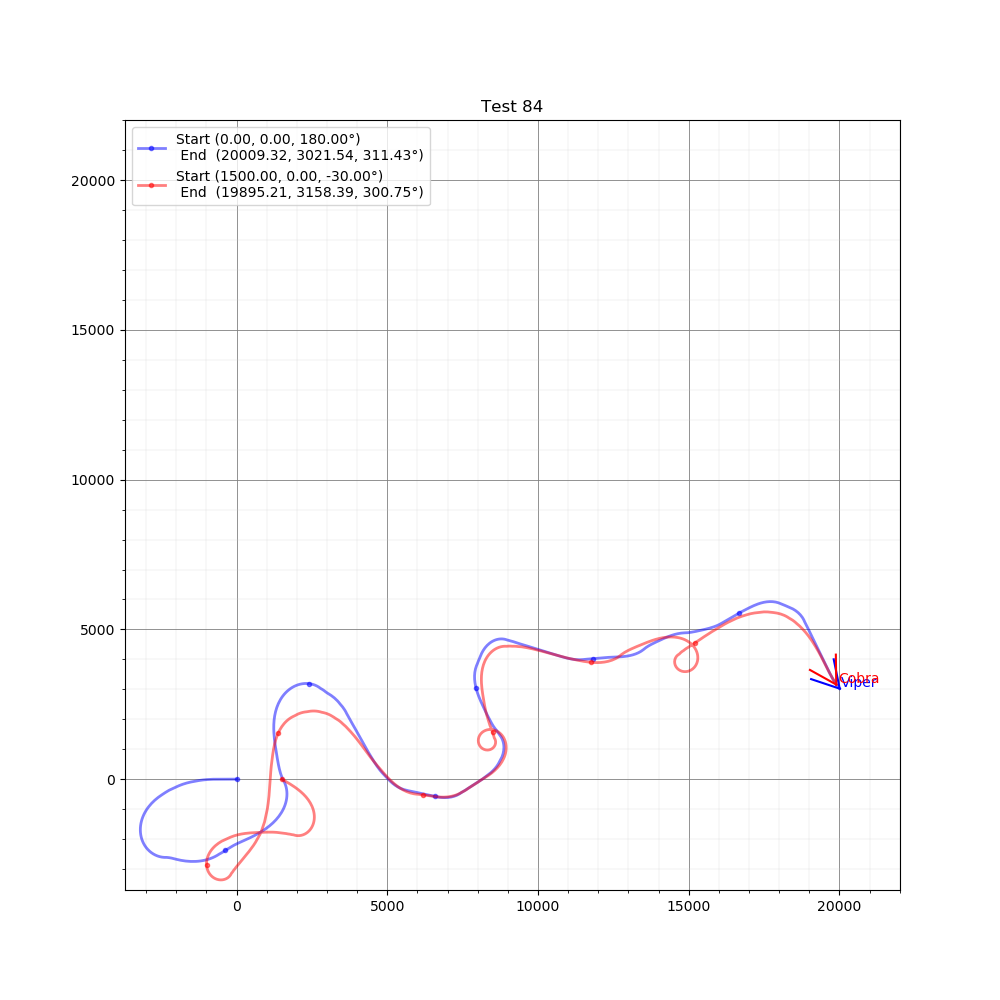 Test 84
Start (0.00, 0.00, 180.00°)
End  (20009.32, 3021.54, 311.43°)
Start (1500.00, 0.00, -30.00°)
End  (19895.21, 3158.39, 300.75°)
20000
15000
10000
5000
0
Cobra
Viper
0
5000
10000
15000
20000